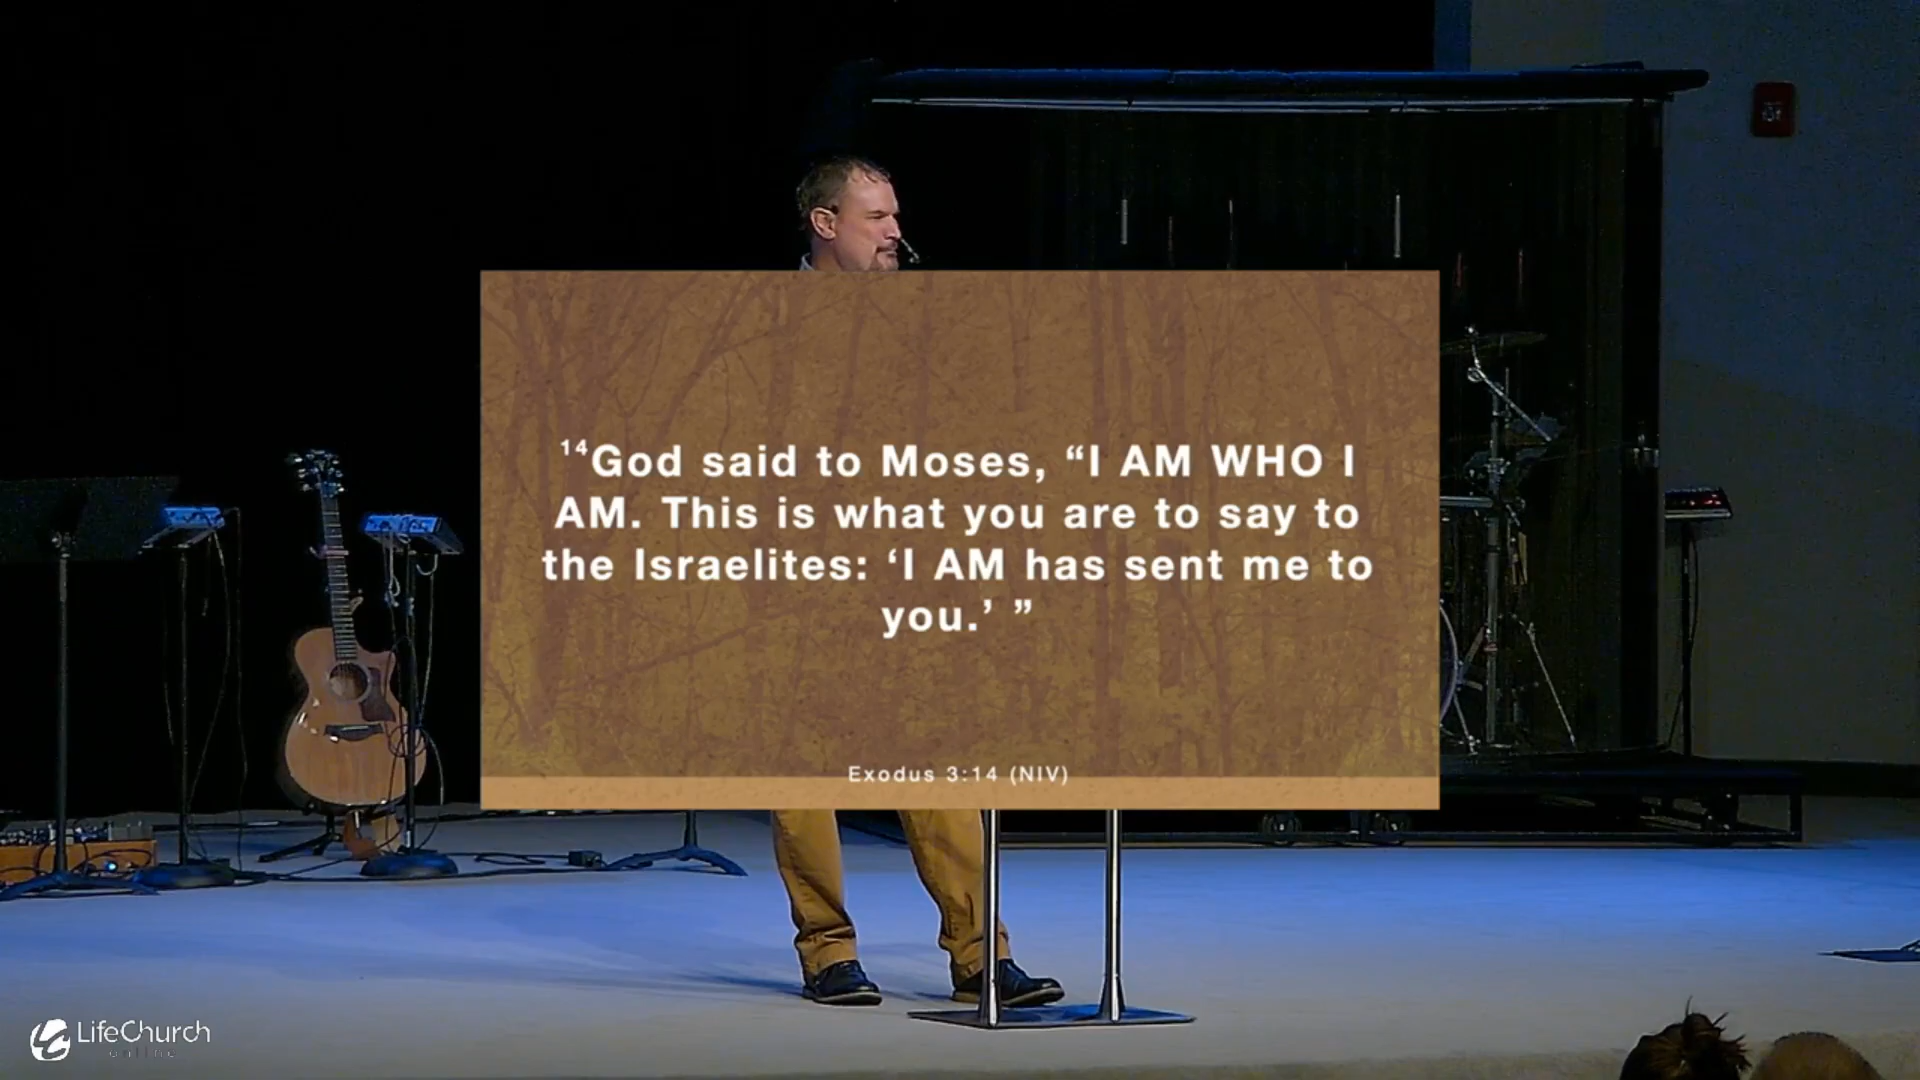 ¹⁴God said to Moses, “I AM WHO I
AM. This is what you are to say to
the Israelites: ‘I AM has sent me to
you.’ ”
Exodus 3:14 (NIV)
LifeChurch
online